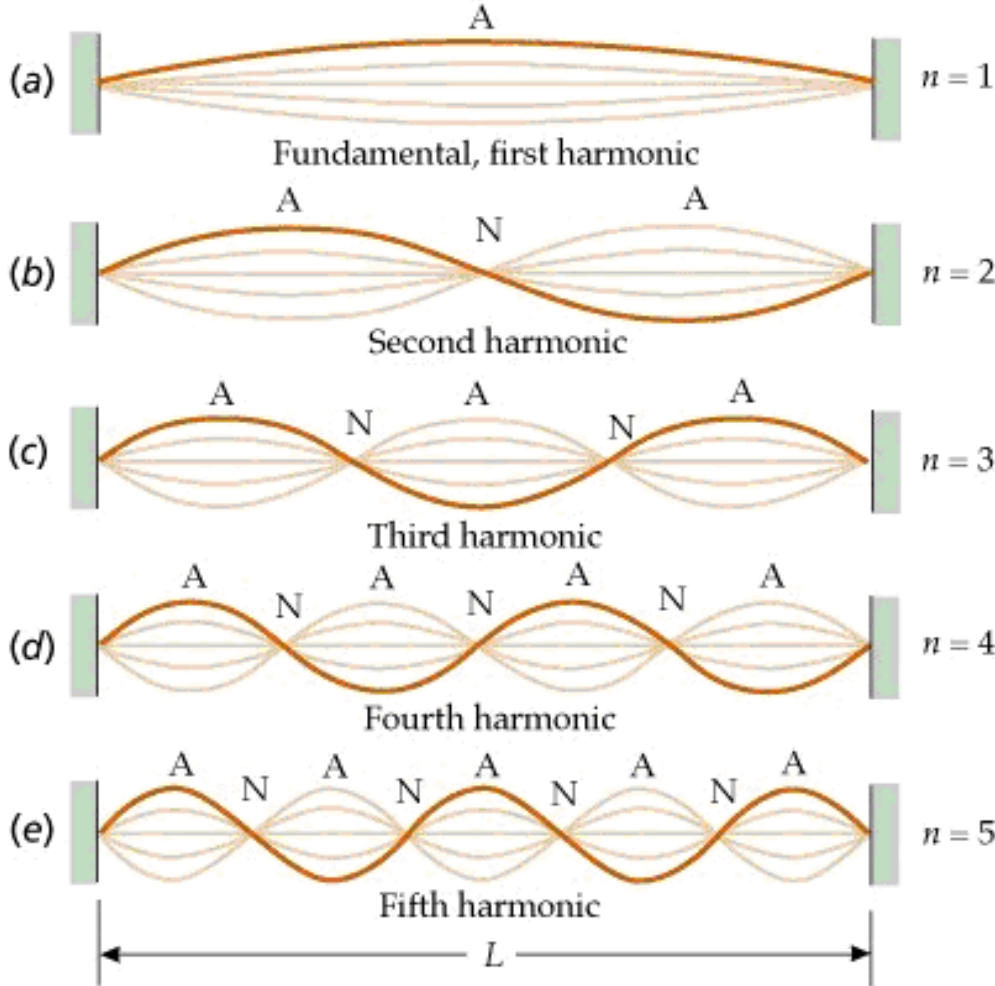 A
(a) n = 1
Fundamental, first harmonic
A N A
(b) n = 2
Second harmonic
A N A N A
(c) n = 3
Third harmonic
A N A N A N A
(d) n = 4
Fourth harmonic
A N A N A N A N A
(e) n = 5
Fifth harmonic
L